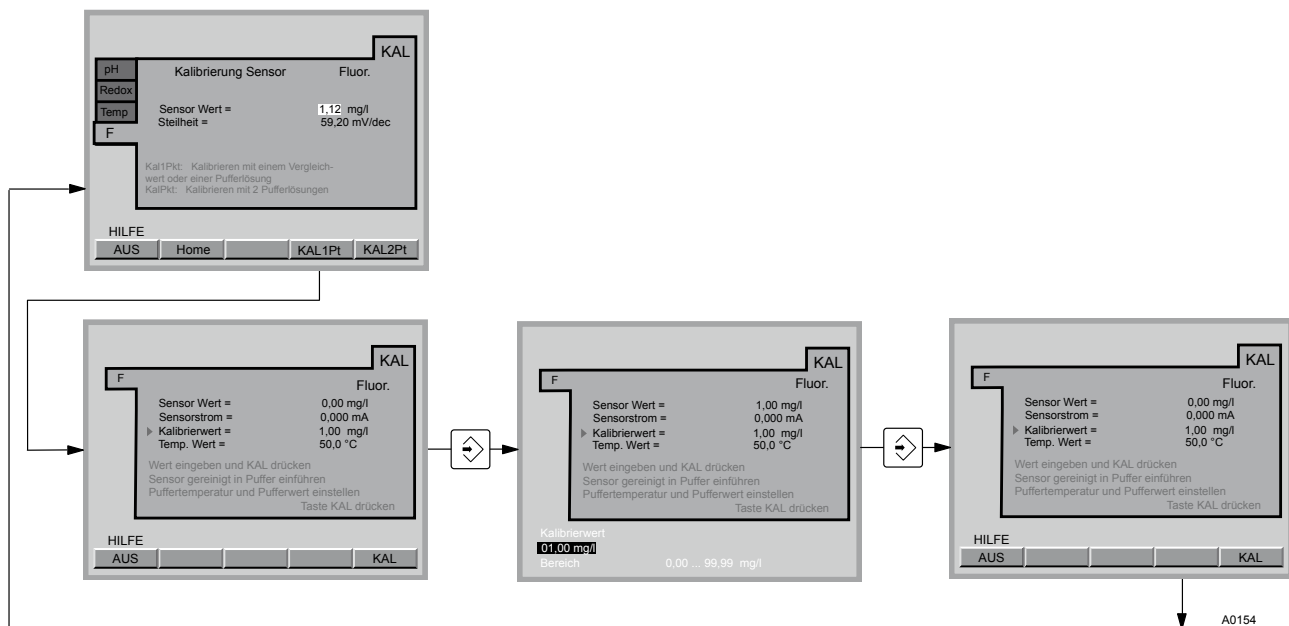 KAL
pH
Redox
Temp
F
Kalibrierung Sensor Fluor.
Sensor Wert = 1,12 mg/l
Steilheit = 59,20 mV/dec
Kal1Pkt: Kalibrieren mit einem Vergleich-
wert oder einer Pufferlösung
KalPkt: Kalibrieren mit 2 Pufferlösungen
HILFE
AUS Home KAL1Pt KAL2Pt
KAL
F
Fluor.
Sensor Wert = 0,00 mg/l
Sensorstrom = 0,000 mA
Kalibrierwert = 1,00 mg/l
Temp. Wert = 50,0 °C
Wert eingeben und KAL drücken
Sensor gereinigt in Puffer einführen
Puffertemperatur und Pufferwert einstellen
Taste KAL drücken
HILFE
AUS KAL
KAL
F
Fluor.
Sensor Wert = 1,00 mg/l
Sensorstrom = 0,000 mA
Kalibrierwert = 1,00 mg/l
Temp. Wert = 50,0 °C
Wert eingeben und KAL drücken
Sensor gereinigt in Puffer einführen
Puffertemperatur und Pufferwert einstellen
Taste KAL drücken
Kalibrierwert
01,00 mg/l
Bereich 0,00 ... 99,99 mg/l
KAL
F
Fluor.
Sensor Wert = 0,00 mg/l
Sensorstrom = 0,000 mA
Kalibrierwert = 1,00 mg/l
Temp. Wert = 50,0 °C
Wert eingeben und KAL drücken
Sensor gereinigt in Puffer einführen
Puffertemperatur und Pufferwert einstellen
Taste KAL drücken
HILFE
AUS KAL
A0154